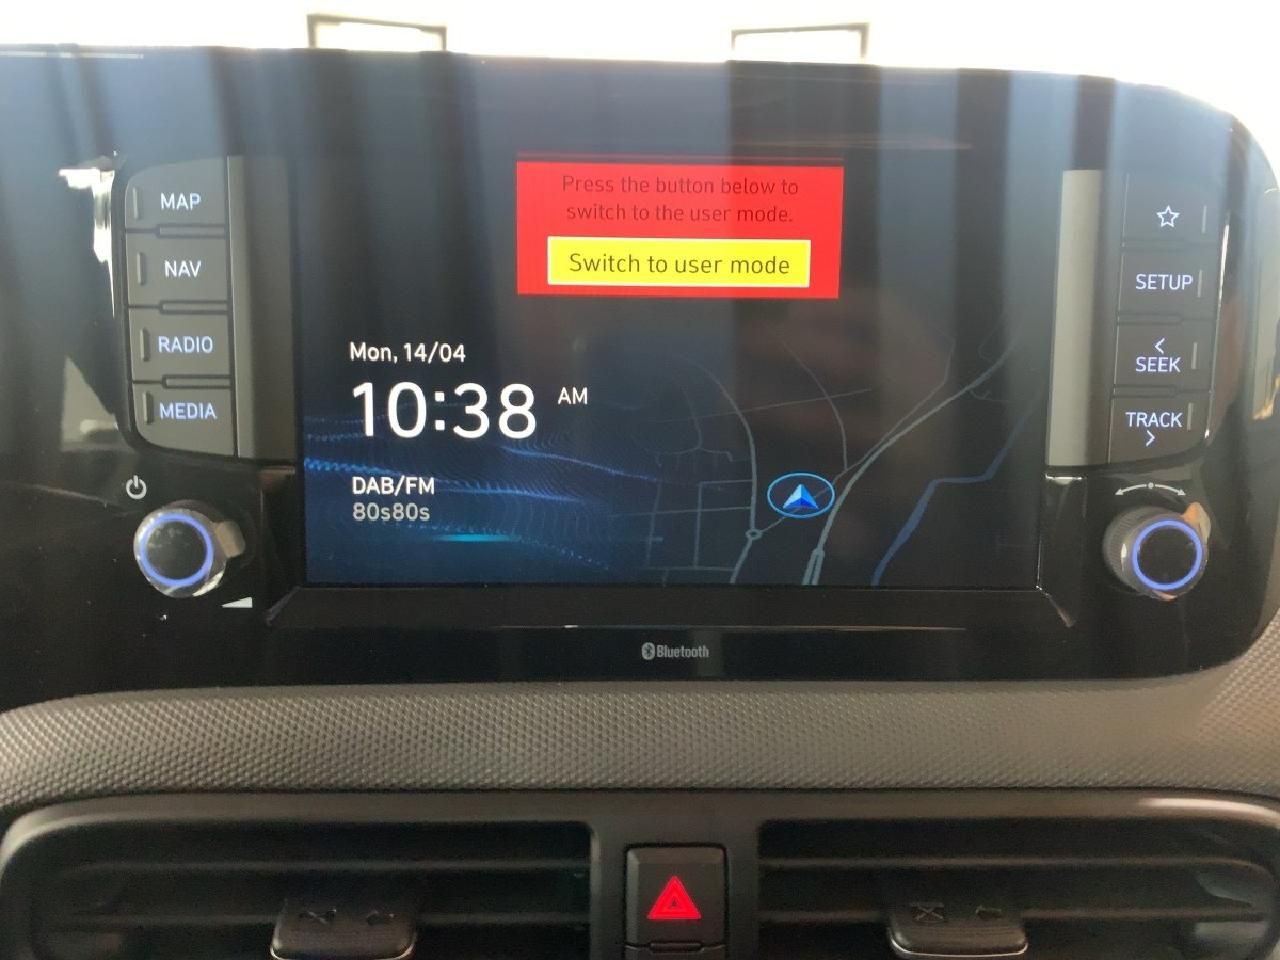 Press the button below to
switch to the user mode.
Switch to user mode
MAP
NAV
RADIO
MEDIA
Mon, 14/04
10:38 AM
DAB/FM
80s80s
SETUP
<
SEEK
TRACK
>
Bluetooth